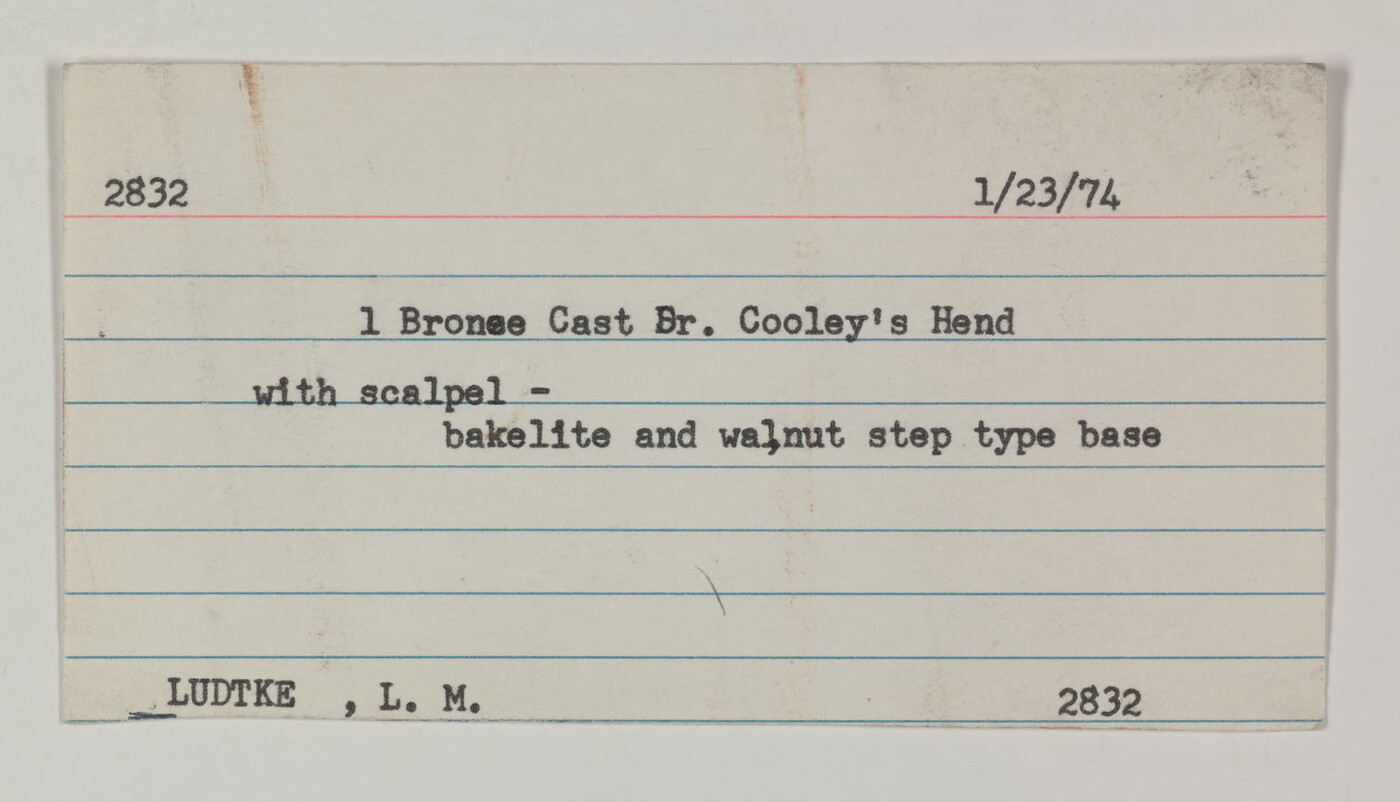 2832 1/23/74
1 Bronze Cast Dr. Cooley's Hend
with scalpel -
bakelite and walnut step type base
LUDTKE , L. M. 2832